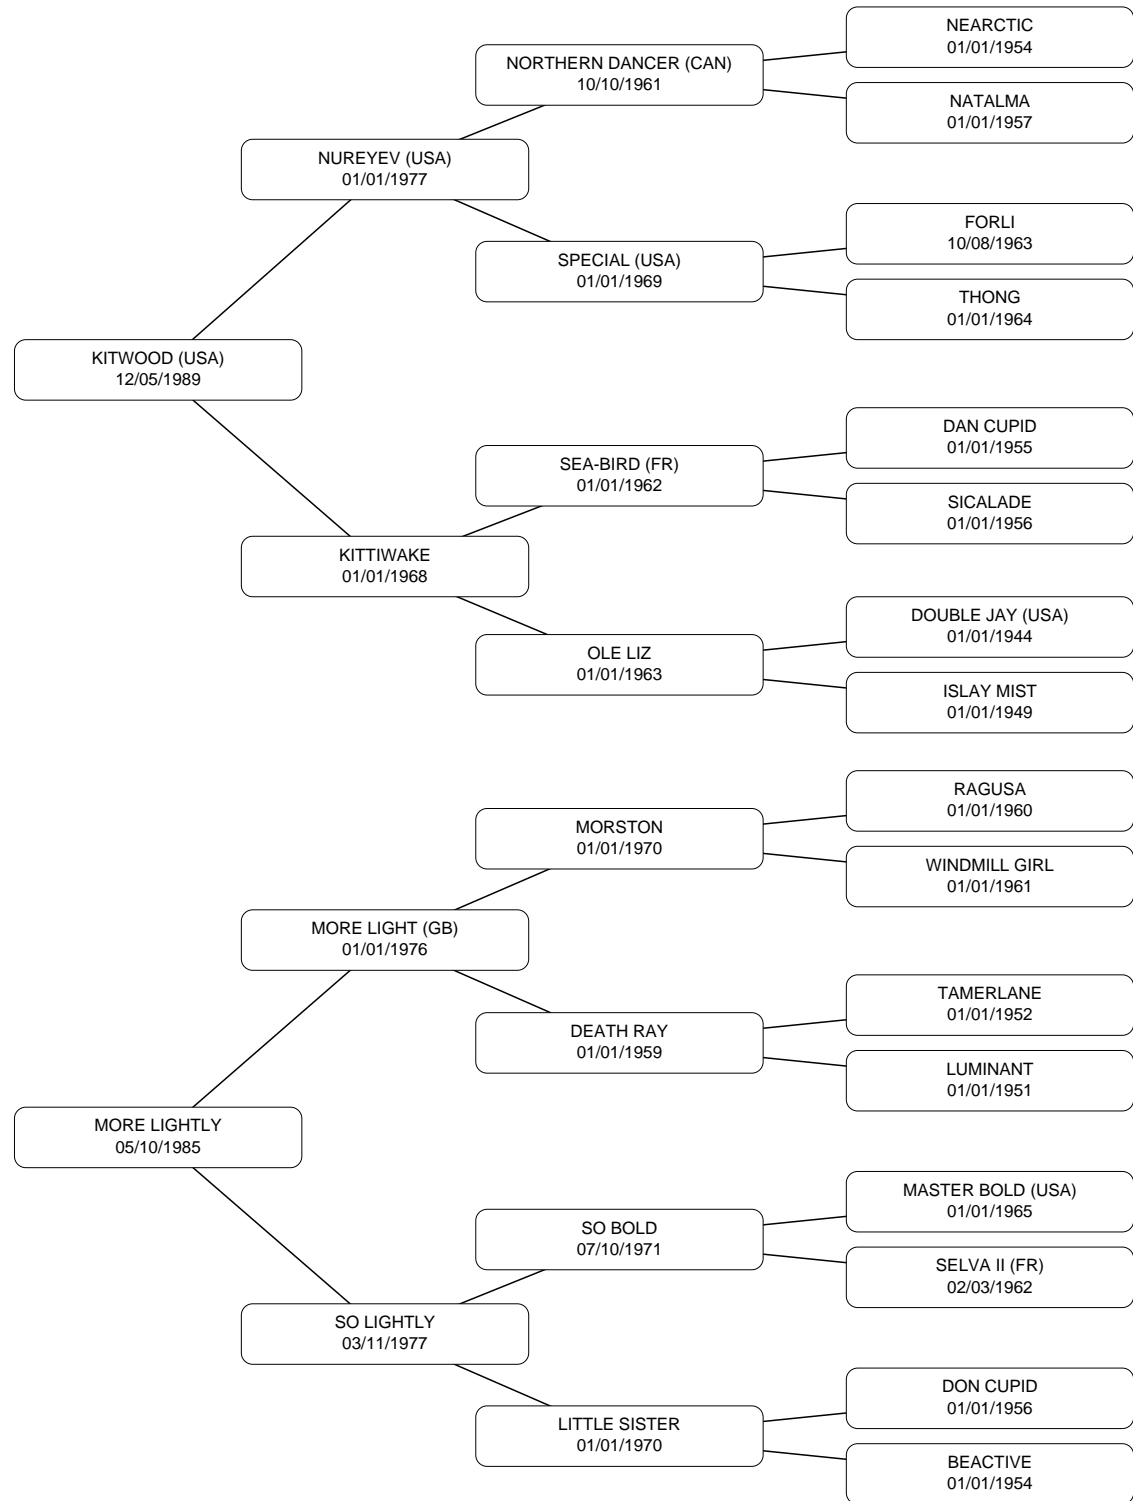 NEARCTIC
01/01/1954
NORTHERN DANCER (CAN)
10/10/1961
NATALMA
01/01/1957
NUREYEV (USA)
01/01/1977
FORLI
10/08/1963
SPECIAL (USA)
01/01/1969
THONG
01/01/1964
KITWOOD (USA)
12/05/1989
DAN CUPID
01/01/1955
SEA-BIRD (FR)
01/01/1962
SICALADE
01/01/1956
KITTIWAKE
01/01/1968
DOUBLE JAY (USA)
01/01/1944
OLE LIZ
01/01/1963
ISLAY MIST
01/01/1949
RAGUSA
01/01/1960
MORSTON
01/01/1970
WINDMILL GIRL
01/01/1961
MORE LIGHT (GB)
01/01/1976
TAMERLANE
01/01/1952
DEATH RAY
01/01/1959
LUMINANT
01/01/1951
MORE LIGHTLY
05/10/1985
MASTER BOLD (USA)
01/01/1965
SO BOLD
07/10/1971
SELVA II (FR)
02/03/1962
SO LIGHTLY
03/11/1977
DON CUPID
01/01/1956
LITTLE SISTER
01/01/1970
BEACTIVE
01/01/1954